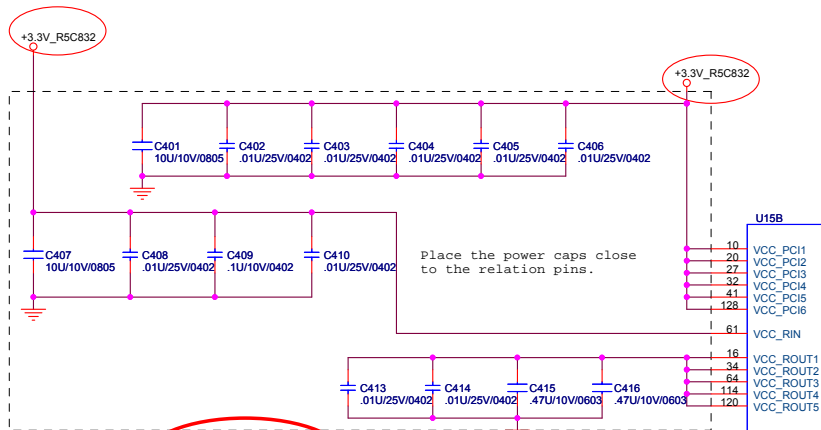 +3.3V_R5C832
+3.3V_R5C832
C401
10U/10V/0805
C402
.01U/25V/0402
C403
.01U/25V/0402
C404
.01U/25V/0402
C405
.01U/25V/0402
C406
.01U/25V/0402
C407
10U/10V/0805
C408
.01U/25V/0402
C409
.1U/10V/0402
C410
.01U/25V/0402
Place the power caps close
to the relation pins.
U15B
10 VCC_PCI1
20 VCC_PCI2
27 VCC_PCI3
32 VCC_PCI4
41 VCC_PCI5
128 VCC_PCI6
61 VCC_RIN
16 VCC_ROUT1
34 VCC_ROUT2
64 VCC_ROUT3
114 VCC_ROUT4
120 VCC_ROUT5
C413
.01U/25V/0402
C414
.01U/25V/0402
C415
.47U/10V/0603
C416
.47U/10V/0603